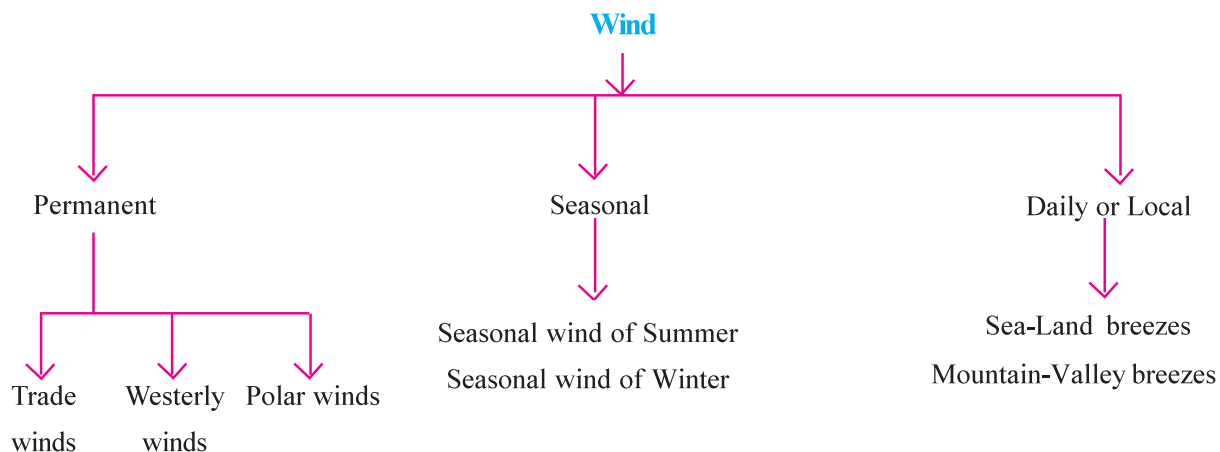 Wind
Permanent
Seasonal
Daily or Local
Seasonal wind of Summer
Seasonal wind of Winter
Sea-Land breezes
Mountain-Valley breezes
Trade
winds
Westerly
winds
Polar winds